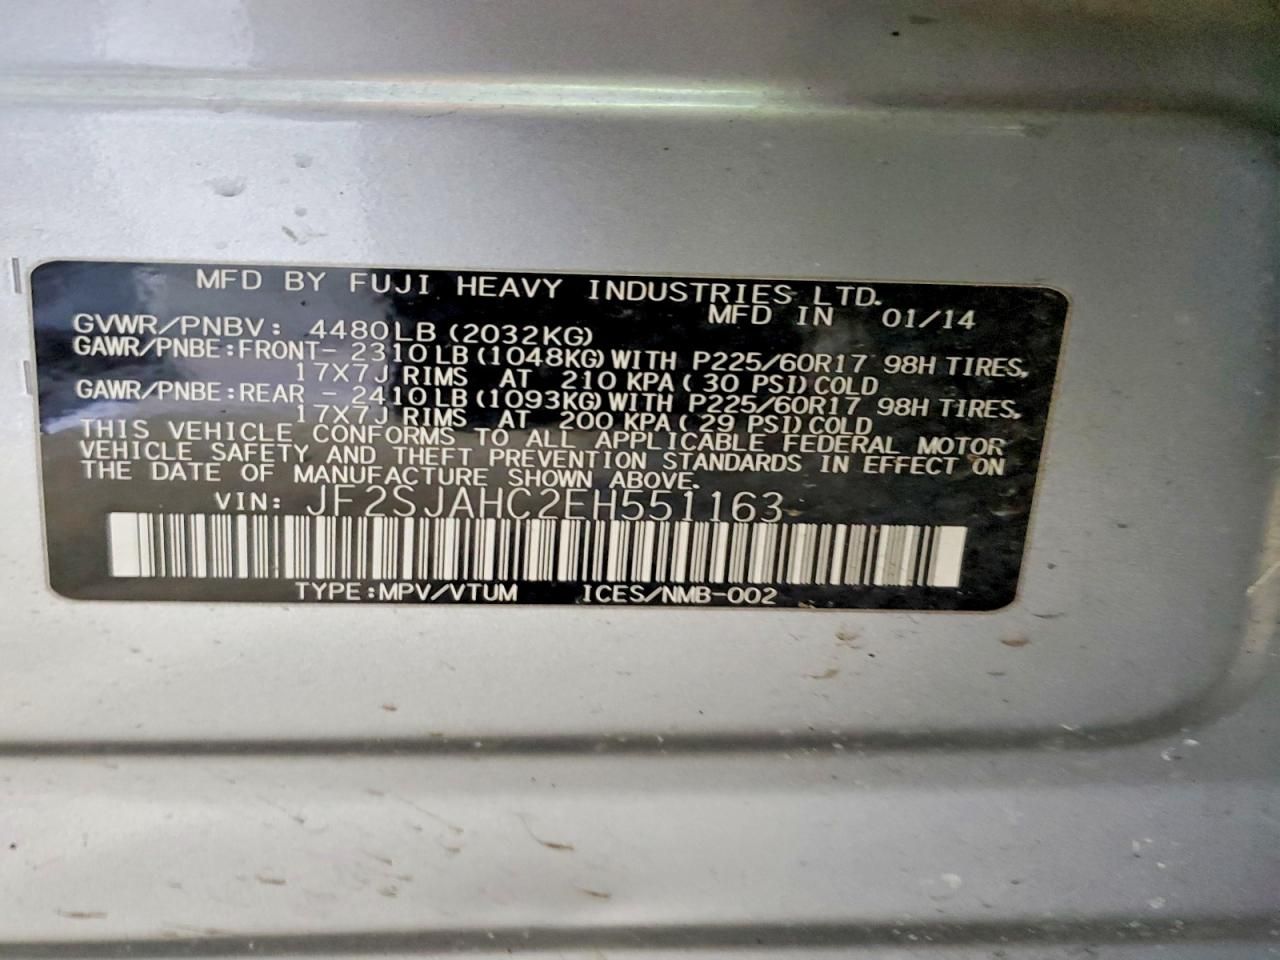 MFD BY FUJI HEAVY INDUSTRIES LTD.
MFD IN 01/14
GVWR/PNBV: 4480LB (2032KG)
GAWR/PNBE:FRONT- 2310LB(1048KG)WITH P225/60R17 98H TIRES,
17X7J RIMS AT 210 KPA( 30 PSI)COLD
GAWR/PNBE:REAR - 2410LB(1093KG)WITH P225/60R17 98H TIRES,
17X7J RIMS AT 200 KPA( 29 PSI)COLD
THIS VEHICLE CONFORMS TO ALL APPLICABLE FEDERAL MOTOR
VEHICLE SAFETY AND THEFT PREVENTION STANDARDS IN EFFECT ON
THE DATE OF MANUFACTURE SHOWN ABOVE.
VIN: JF2SJAHC2EH551163
TYPE:MPV/VTUM ICES/NMB-002